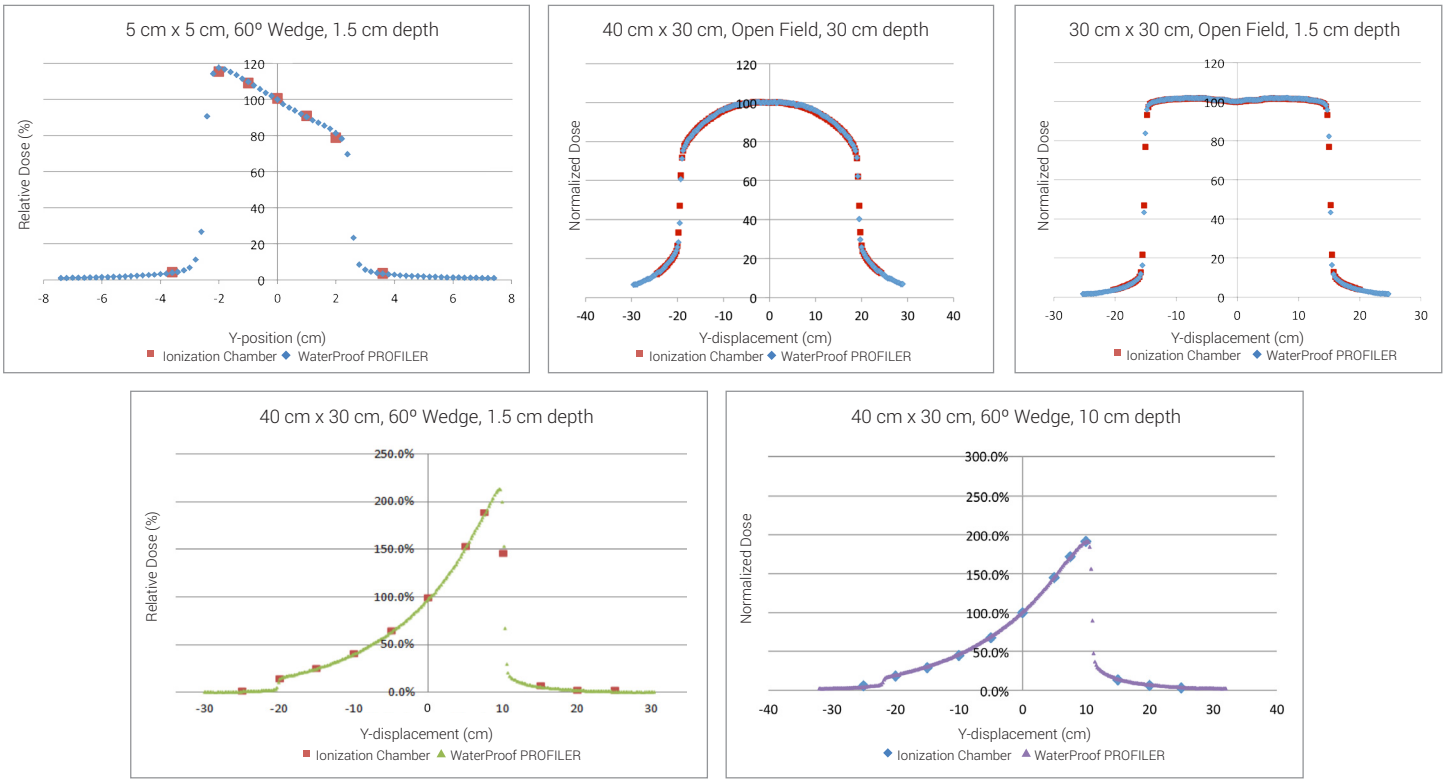 5 cm x 5 cm, 60º Wedge, 1.5 cm depth
Relative Dose (%)
120
100
80
60
40
20
0
-8 -6 -4 -2 0 2 4 6 8
Y-position (cm)
Ionization Chamber WaterProof PROFILER
40 cm x 30 cm, Open Field, 30 cm depth
Normalized Dose
120
100
80
60
40
20
0
-40 -30 -20 -10 0 10 20 30 40
Y-displacement (cm)
Ionization Chamber WaterProof PROFILER
30 cm x 30 cm, Open Field, 1.5 cm depth
Normalized Dose
120
100
80
60
40
20
0
-30 -20 -10 0 10 20 30
Y-displacement (cm)
Ionization Chamber WaterProof PROFILER
40 cm x 30 cm, 60º Wedge, 1.5 cm depth
Relative Dose (%)
250.0%
200.0%
150.0%
100.0%
50.0%
0.0%
-30 -20 -10 0 10 20 30
Y-displacement (cm)
Ionization Chamber WaterProof PROFILER
40 cm x 30 cm, 60º Wedge, 10 cm depth
Normalized Dose
300.0%
250.0%
200.0%
150.0%
100.0%
50.0%
0.0%
-40 -30 -20 -10 0 10 20 30 40
Y-displacement (cm)
Ionization Chamber WaterProof PROFILER